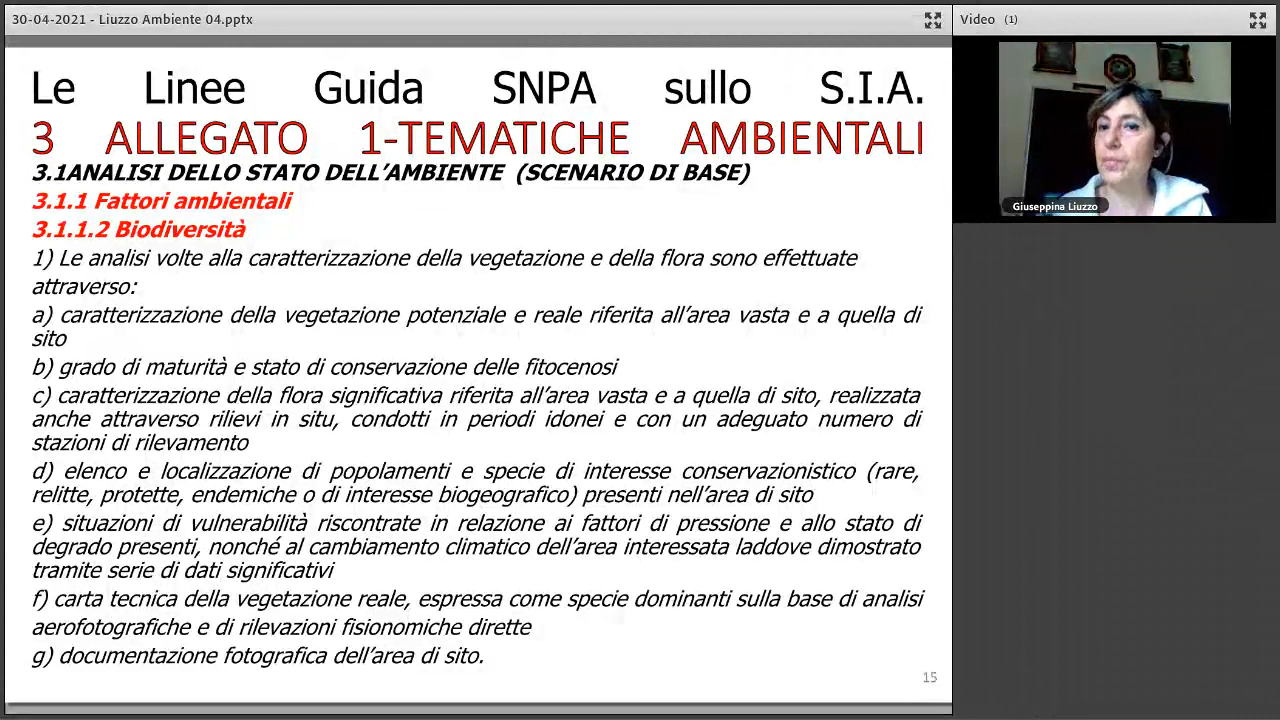 30-04-2021 - Liuzzo Ambiente 04.pptx
Video (1)
Le Linee Guida SNPA sullo S.I.A.
3 ALLEGATO 1-TEMATICHE AMBIENTALI
3.1ANALISI DELLO STATO DELL'AMBIENTE (SCENARIO DI BASE)
3.1.1 Fattori ambientali
3.1.1.2 Biodiversità
1) Le analisi volte alla caratterizzazione della vegetazione e della flora sono effettuate
attraverso:
a) caratterizzazione della vegetazione potenziale e reale riferita all'area vasta e a quella di
sito
b) grado di maturità e stato di conservazione delle fitocenosi
c) caratterizzazione della flora significativa riferita all'area vasta e a quella di sito, realizzata
anche attraverso rilievi in situ, condotti in periodi idonei e con un adeguato numero di
stazioni di rilevamento
d) elenco e localizzazione di popolamenti e specie di interesse conservazionistico (rare,
relitte, protette, endemiche o di interesse biogeografico) presenti nell'area di sito
e) situazioni di vulnerabilità riscontrate in relazione ai fattori di pressione e allo stato di
degrado presenti, nonché al cambiamento climatico dell'area interessata laddove dimostrato
tramite serie di dati significativi
f) carta tecnica della vegetazione reale, espressa come specie dominanti sulla base di analisi
aerofotografiche e di rilevazioni fisionomiche dirette
g) documentazione fotografica dell'area di sito.
15
Giuseppina Liuzzo